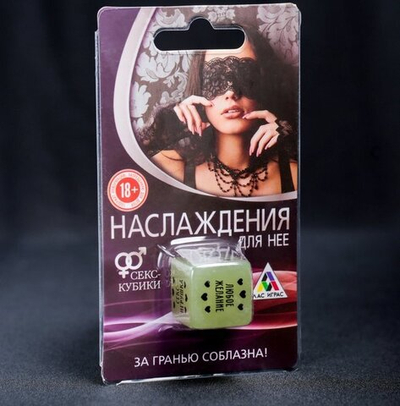 18+
НАСЛАЖДЕНИЯ
ДЛЯ НЕЕ
СЕКС-
КУБИКИ
ЛЮБОЕ
ЖЕЛАНИЕ
ЛАС ИГРАС
ЗА ГРАНЬЮ СОБЛАЗНА!